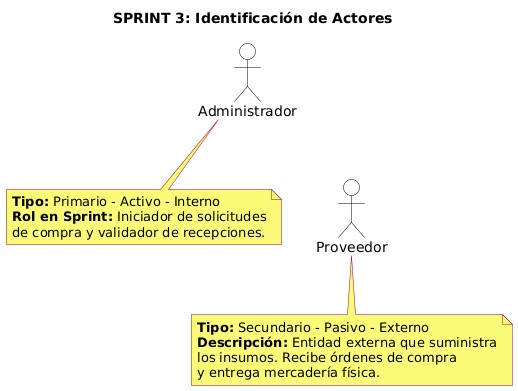 SPRINT 3: Identificación de Actores
Administrador
Tipo: Primario - Activo - Interno
Rol en Sprint: Iniciador de solicitudes
de compra y validador de recepciones.
Proveedor
Tipo: Secundario - Pasivo - Externo
Descripción: Entidad externa que suministra
los insumos. Recibe órdenes de compra
y entrega mercadería física.